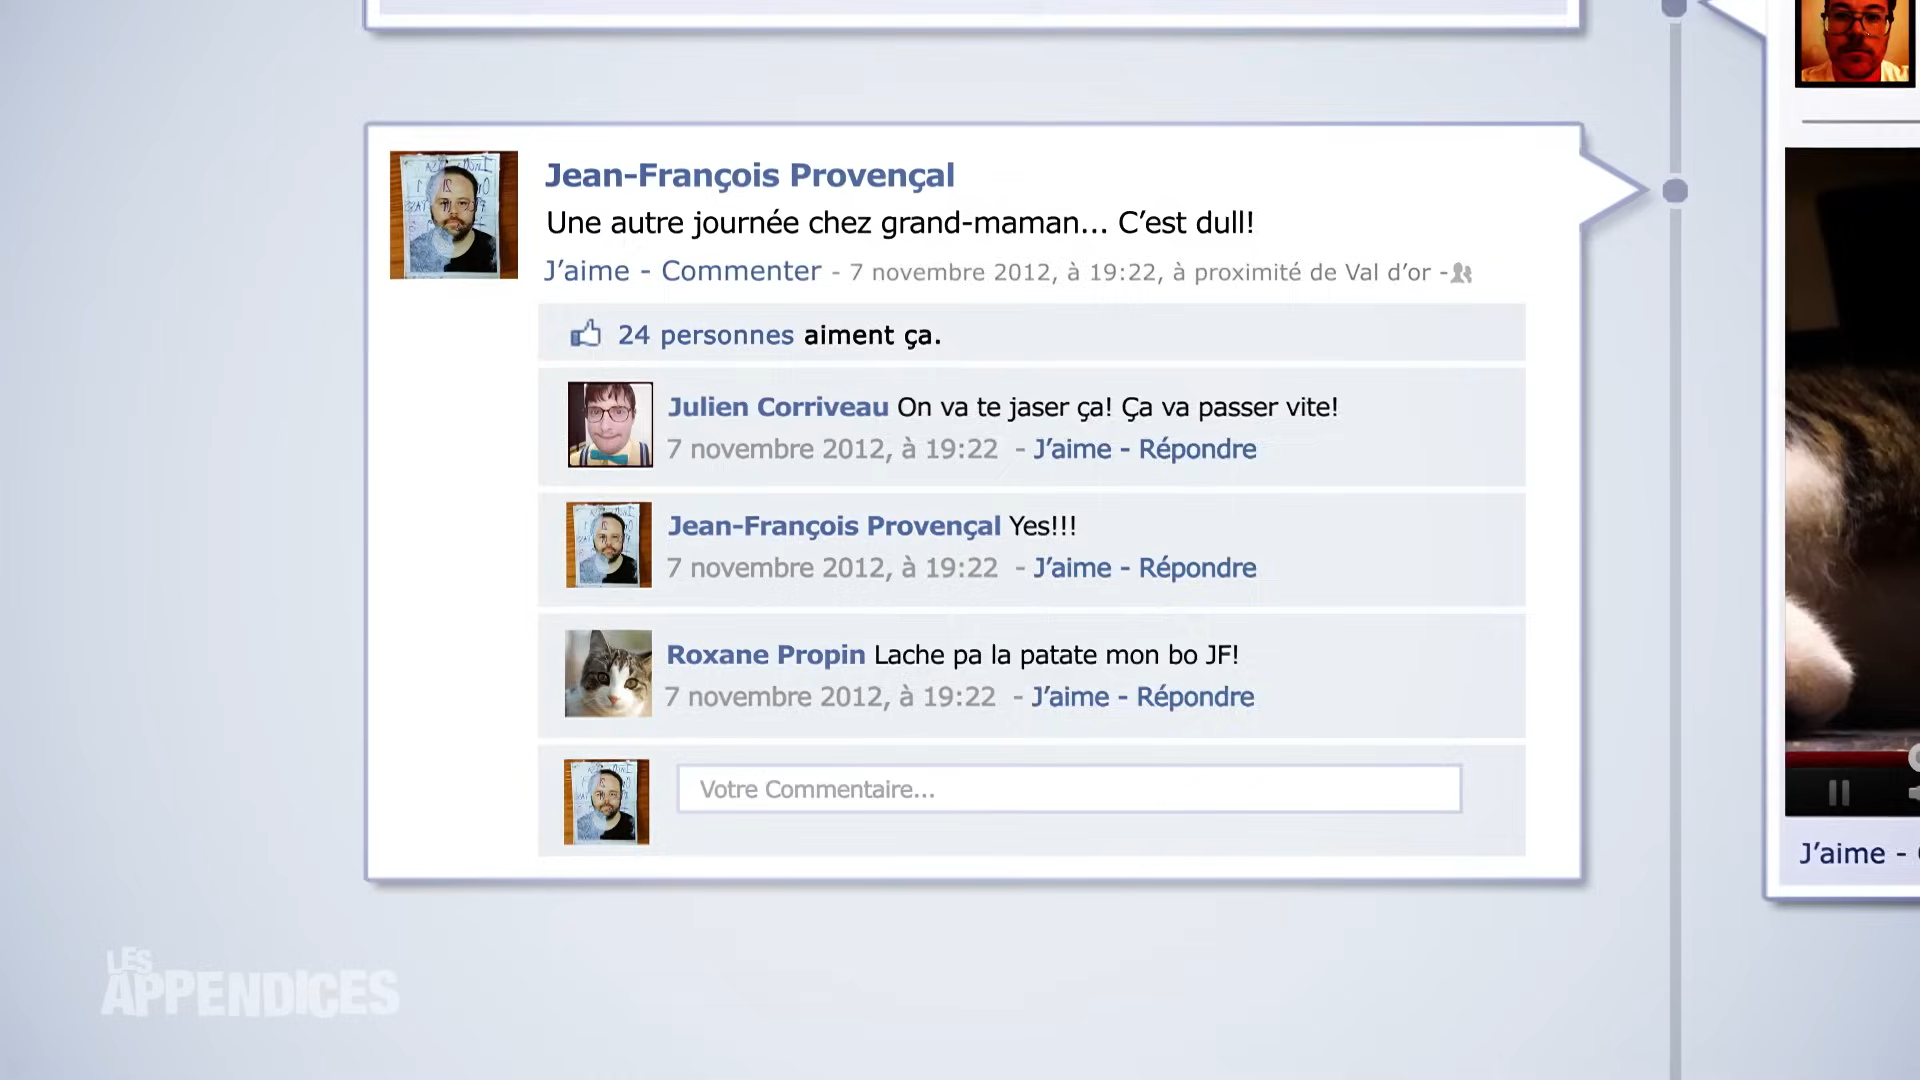 Jean-François Provençal
Une autre journée chez grand-maman... C’est dull!
J’aime - Commenter - 7 novembre 2012, à 19:22, à proximité de Val d’or -
24 personnes aiment ça.
Julien Corriveau On va te jaser ça! Ça va passer vite!
7 novembre 2012, à 19:22 - J’aime - Répondre
Jean-François Provençal Yes!!!
7 novembre 2012, à 19:22 - J’aime - Répondre
Roxane Propin Lache pa la patate mon bo JF!
7 novembre 2012, à 19:22 - J’aime - Répondre
Votre Commentaire...
J’aime -
LES
APPENDICES